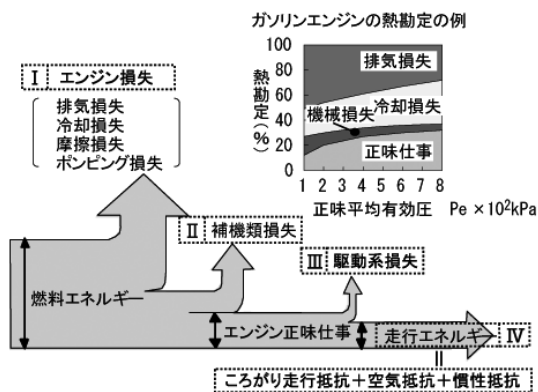 ガソリンエンジンの熱勘定の例
100
80
60
40
20
0
熱勘定(%)
排気損失
冷却損失
機械損失
正味仕事
1 2 3 4 5 6 7 8
正味平均有効圧 Pe ×10²kPa
Ⅰ エンジン損失
排気損失
冷却損失
摩擦損失
ポンピング損失
Ⅱ 補機類損失
Ⅲ 駆動系損失
燃料エネルギー
エンジン正味仕事
走行エネルギー Ⅳ
=
ころがり走行抵抗+空気抵抗+慣性抵抗